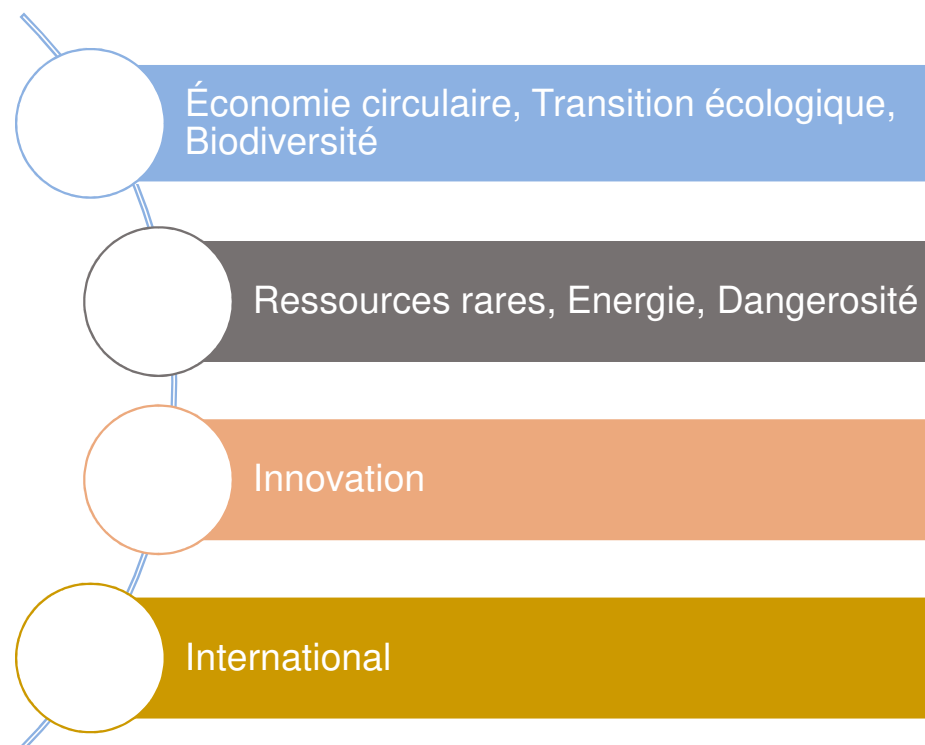 Économie circulaire, Transition écologique,
Biodiversité
Ressources rares, Energie, Dangerosité
Innovation
International